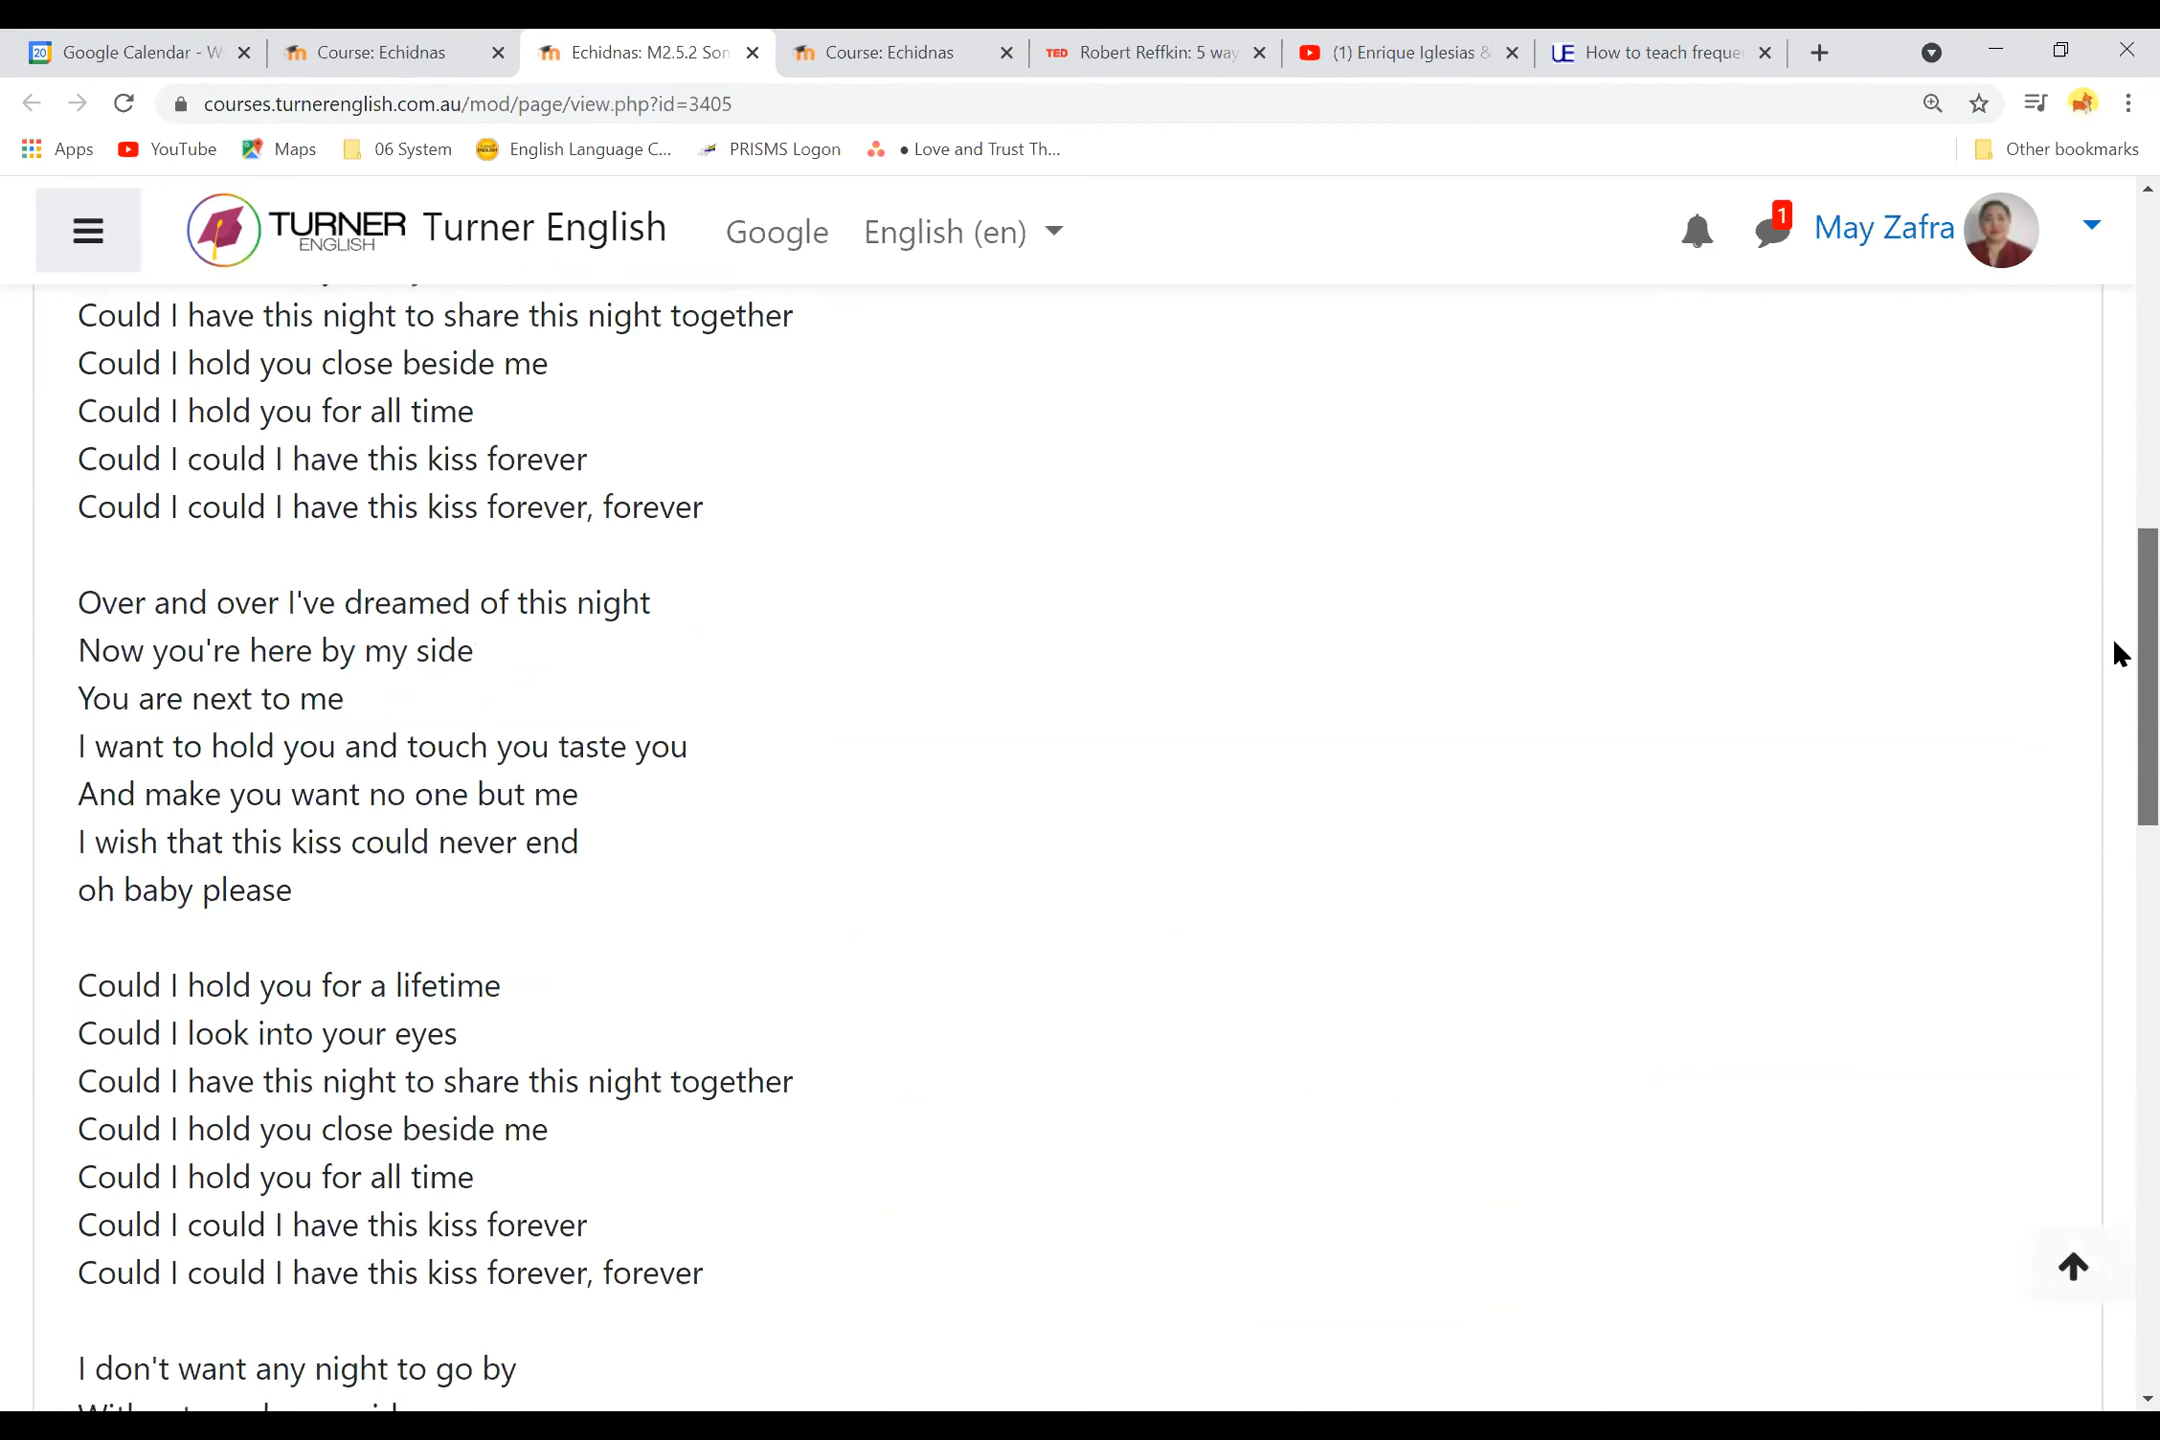 Google Calendar - W
Course: Echidnas
Echidnas: M2.5.2 Son
Course: Echidnas
TED Robert Reffkin: 5 way
(1) Enrique Iglesias &
UE How to teach freque
courses.turnerenglish.com.au/mod/page/view.php?id=3405
Apps YouTube Maps 06 System English Language C... PRISMS Logon • Love and Trust Th... Other bookmarks
TURNER ENGLISH Turner English Google English (en) 1 May Zafra
Could I have this night to share this night together
Could I hold you close beside me
Could I hold you for all time
Could I could I have this kiss forever
Could I could I have this kiss forever, forever
Over and over I've dreamed of this night
Now you're here by my side
You are next to me
I want to hold you and touch you taste you
And make you want no one but me
I wish that this kiss could never end
oh baby please
Could I hold you for a lifetime
Could I look into your eyes
Could I have this night to share this night together
Could I hold you close beside me
Could I hold you for all time
Could I could I have this kiss forever
Could I could I have this kiss forever, forever
I don't want any night to go by